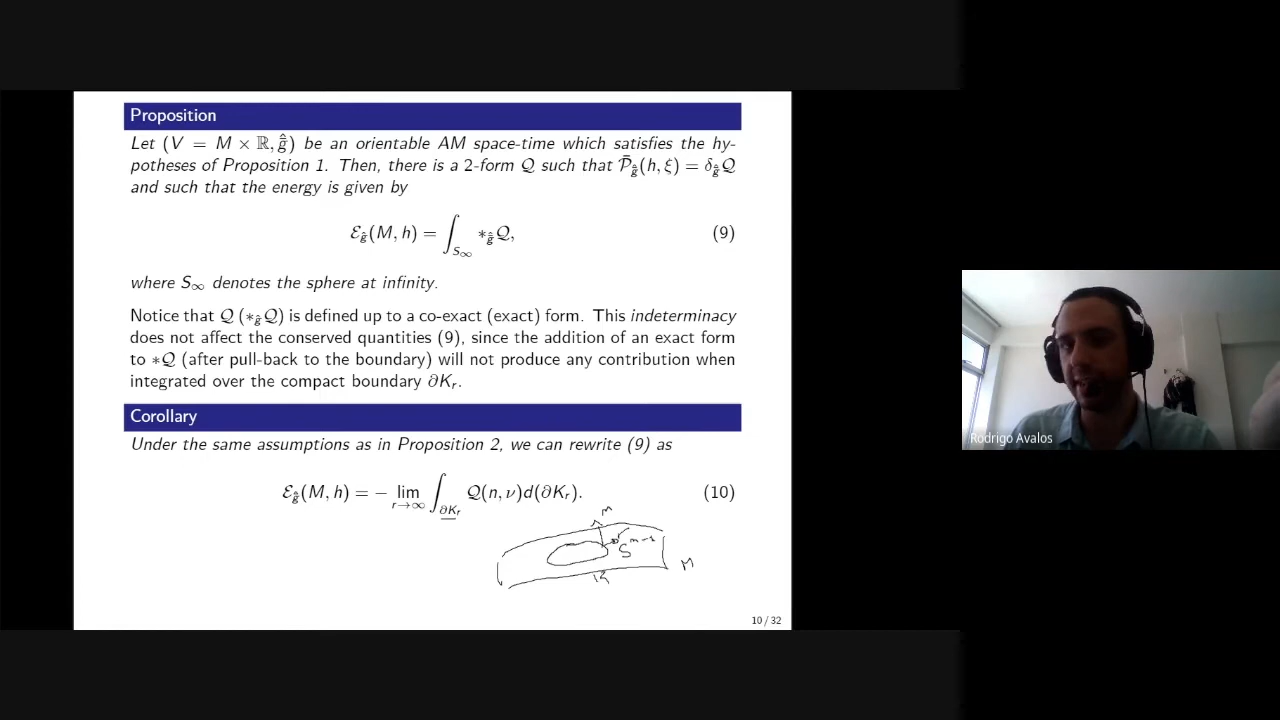 Proposition
Let (V = M × ℝ, ĝ̂) be an orientable AM space-time which satisfies the hy-
potheses of Proposition 1. Then, there is a 2-form 𝒬 such that 𝒫̄_ĝ̂(h, ξ) = δ_ĝ̂𝒬
and such that the energy is given by
ℰ_ĝ̂(M, h) = ∫_{S∞} *_ĝ̂𝒬, (9)
where S∞ denotes the sphere at infinity.
Notice that 𝒬 (*_ĝ̂𝒬) is defined up to a co-exact (exact) form. This indeterminacy
does not affect the conserved quantities (9), since the addition of an exact form
to *𝒬 (after pull-back to the boundary) will not produce any contribution when
integrated over the compact boundary ∂K_r.
Corollary
Under the same assumptions as in Proposition 2, we can rewrite (9) as
ℰ_ĝ̂(M, h) = − lim_{r→∞} ∫_{∂K_r} 𝒬(n, ν)d(∂K_r). (10)
S^{n-1}
M
10 / 32
Rodrigo Avalos